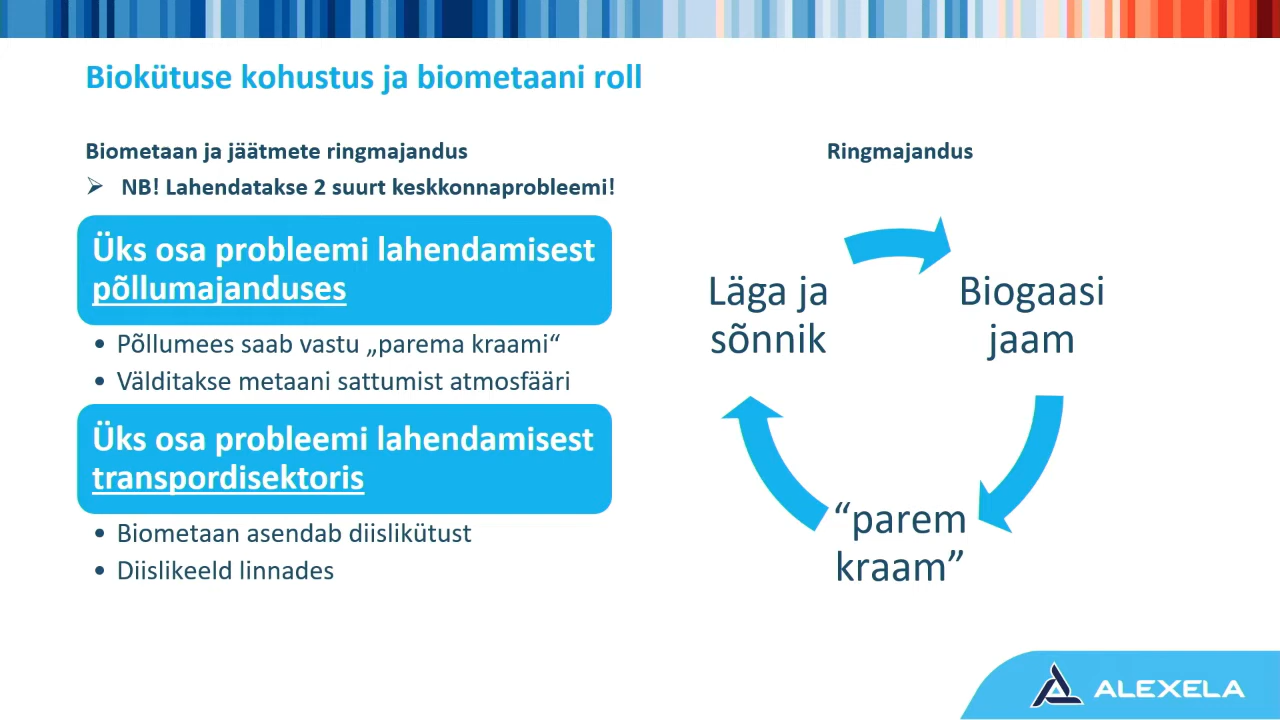 Biokütuse kohustus ja biometaani roll
Biometaan ja jäätmete ringmajandus
➢ NB! Lahendatakse 2 suurt keskkonnaprobleemi!
Üks osa probleemi lahendamisest
põllumajanduses
• Põllumees saab vastu „parema kraami“
• Välditakse metaani sattumist atmosfääri
Üks osa probleemi lahendamisest
transpordisektoris
• Biometaan asendab diislikütust
• Diislikeeld linnades
Ringmajandus
Läga ja
sõnnik
Biogaasi
jaam
“parem
kraam”
ALEXELA